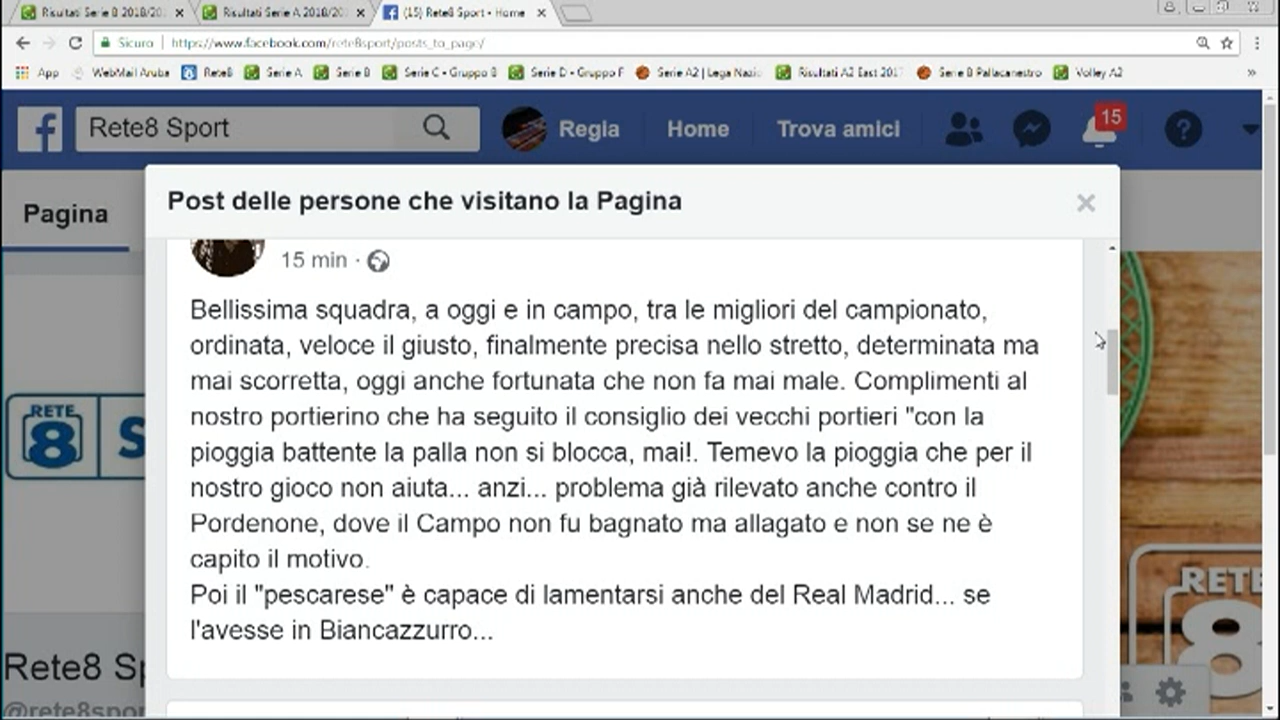 Risultati Serie B 2018/20
Risultati Serie A 2018/20
(15) Rete8 Sport - Home
Sicuro
https://www.facebook.com/rete8sport/posts_to_page/
App
WebMail Aruba
Rete8
Serie A
Serie B
Serie C - Gruppo B
Serie D - Gruppo F
Serie A2 | Lega Nazio
Risultati A2 East 2017
Serie B Pallacanestro
Volley A2
»
Rete8 Sport
Regla
Home
Trova amici
15
Pagina
Post delle persone che visitano la Pagina
15 min ·
Bellissima squadra, a oggi e in campo, tra le migliori del campionato,
ordinata, veloce il giusto, finalmente precisa nello stretto, determinata ma
mai scorretta, oggi anche fortunata che non fa mai male. Complimenti al
nostro portierino che ha seguito il consiglio dei vecchi portieri "con la
pioggia battente la palla non si blocca, mai!. Temevo la pioggia che per il
nostro gioco non aiuta... anzi... problema già rilevato anche contro il
Pordenone, dove il Campo non fu bagnato ma allagato e non se ne è
capito il motivo.
Poi il "pescarese" è capace di lamentarsi anche del Real Madrid... se
l'avesse in Biancazzurro...
RETE
8 S
RETE
8
Rete8 Sp
@rete8spor